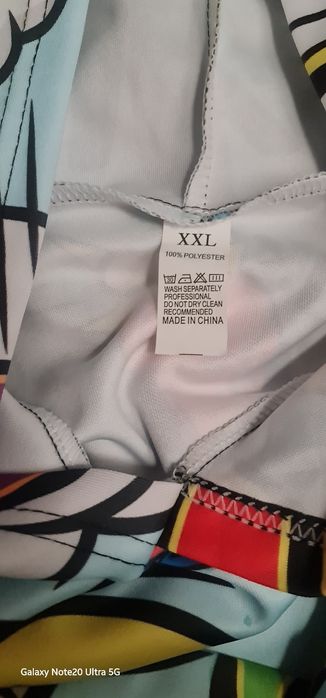 XXL
100% POLYESTER
WASH SEPARATELY
PROFESSIONAL
DO NOT DRY CLEAN
RECOMMENDED
MADE IN CHINA
Galaxy Note20 Ultra 5G